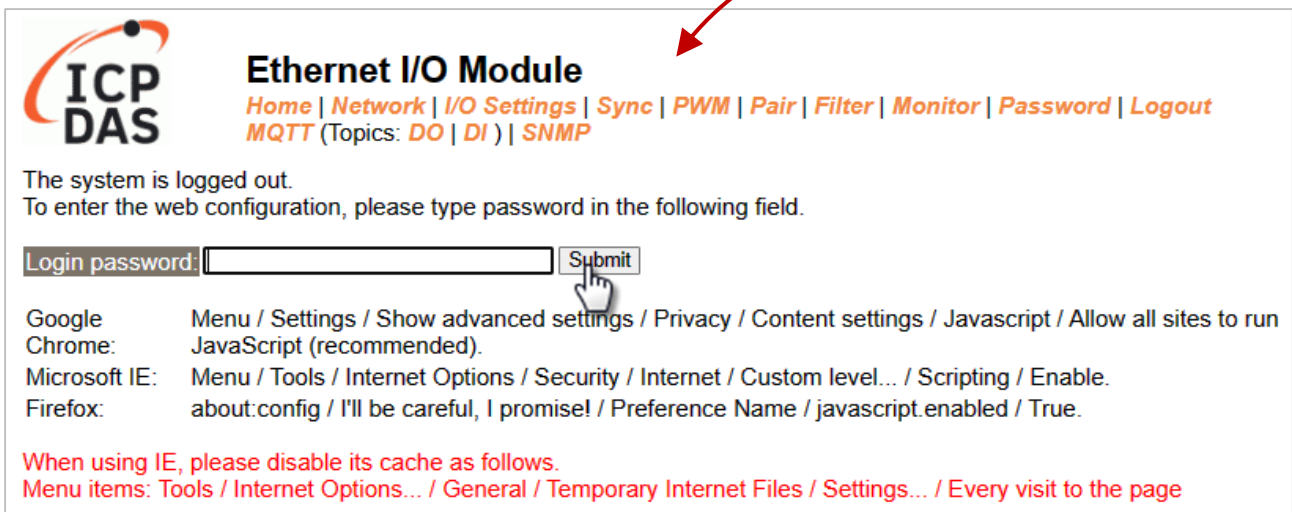 ICP
DAS
Ethernet I/O Module
Home | Network | I/O Settings | Sync | PWM | Pair | Filter | Monitor | Password | Logout
MQTT (Topics: DO | DI ) | SNMP
The system is logged out.
To enter the web configuration, please type password in the following field.
Login password: Submit
Google Chrome: Menu / Settings / Show advanced settings / Privacy / Content settings / Javascript / Allow all sites to run
JavaScript (recommended).
Microsoft IE: Menu / Tools / Internet Options / Security / Internet / Custom level... / Scripting / Enable.
Firefox: about:config / I'll be careful, I promise! / Preference Name / javascript.enabled / True.
When using IE, please disable its cache as follows.
Menu items: Tools / Internet Options... / General / Temporary Internet Files / Settings... / Every visit to the page